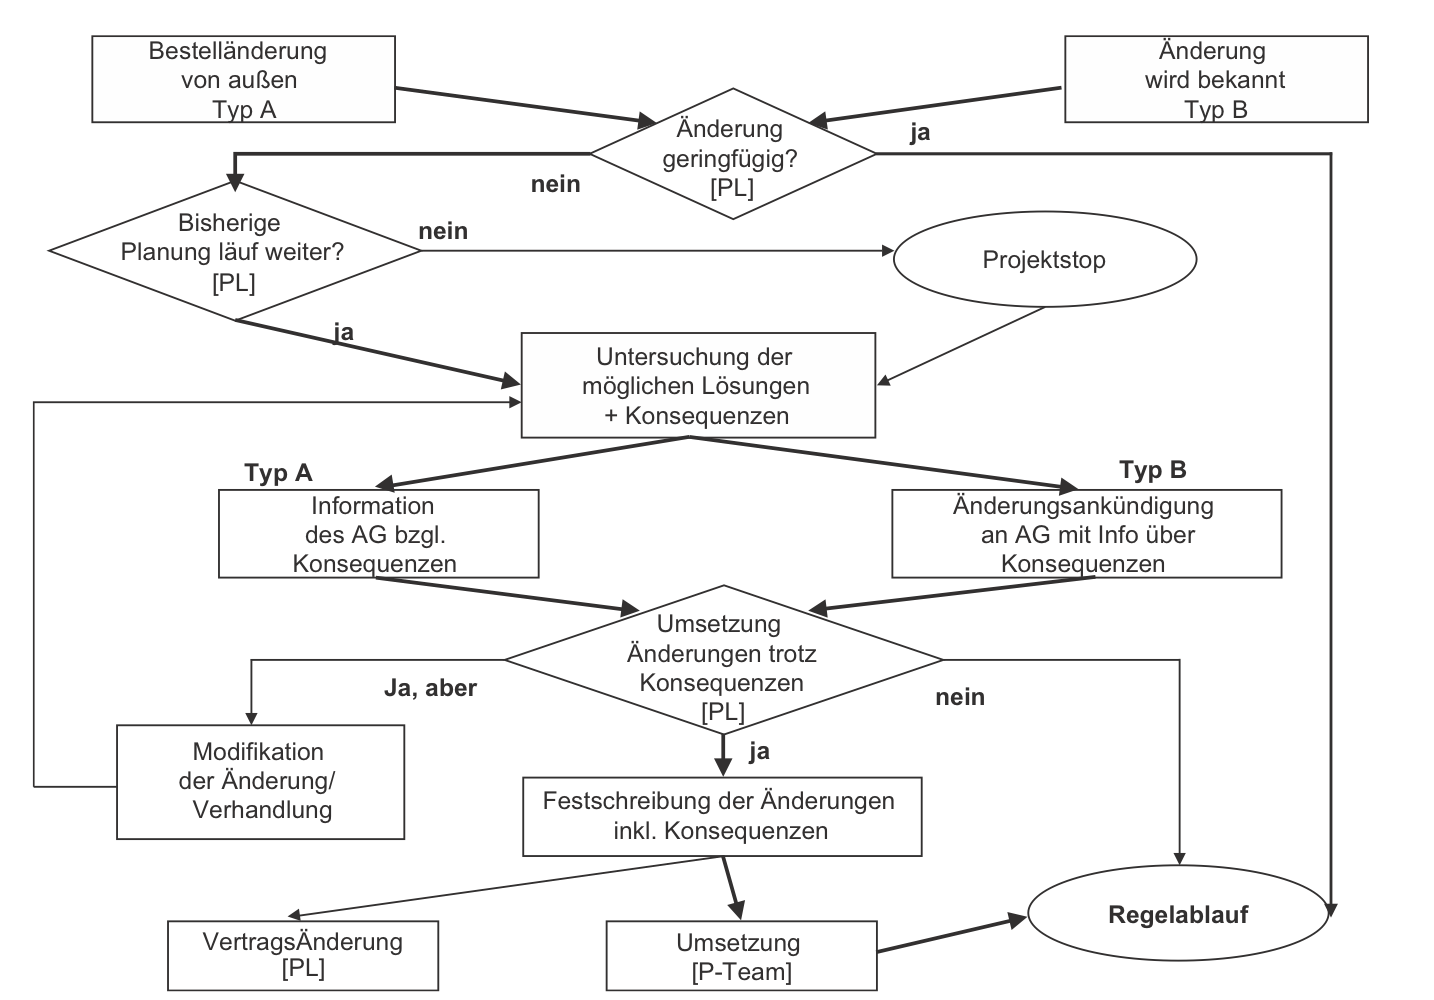 Bestelländerung
von außen
Typ A
Änderung
wird bekannt
Typ B
Änderung
geringfügig?
[PL]
ja
nein
Bisherige
Planung läuf weiter?
[PL]
nein
Projektstop
ja
Untersuchung der
möglichen Lösungen
+ Konsequenzen
Typ A
Typ B
Information
des AG bzgl.
Konsequenzen
Änderungsankündigung
an AG mit Info über
Konsequenzen
Umsetzung
Änderungen trotz
Konsequenzen
[PL]
Ja, aber
nein
ja
Modifikation
der Änderung/
Verhandlung
Festschreibung der Änderungen
inkl. Konsequenzen
VertragsÄnderung
[PL]
Umsetzung
[P-Team]
Regelablauf